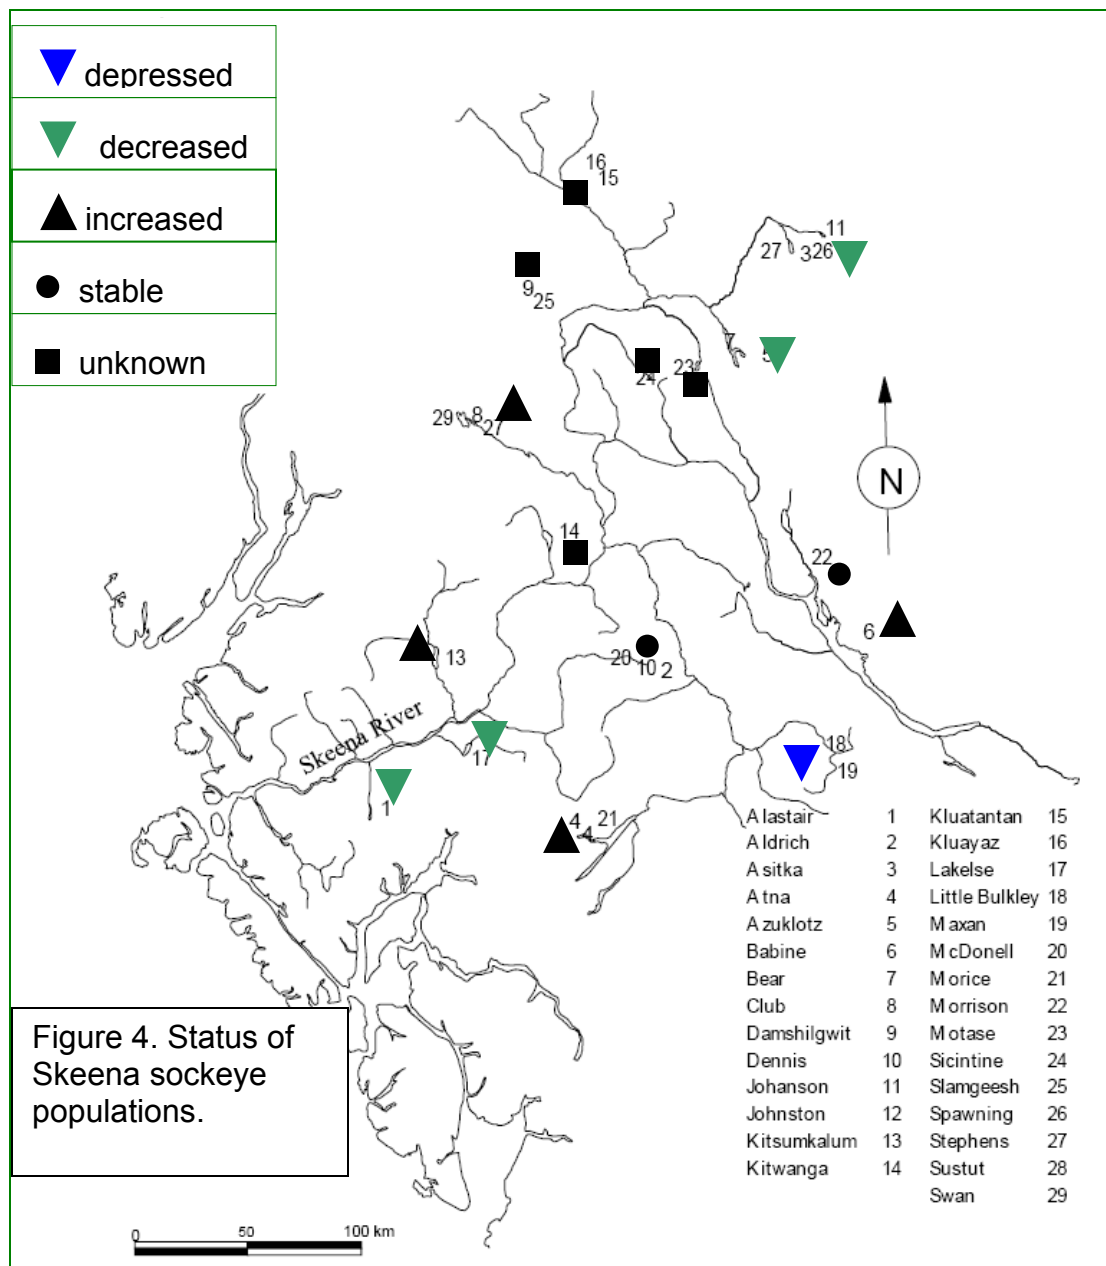 depressed
decreased
increased
stable
unknown
16
15
11
27 3 26
9
25
7
5
24
23
29 8
27
N
14
22
6
13
20 10 2
Skeena River
17
18
19
1
4 21
4
Alastair 1 Kluatantan 15
Aldrich 2 Kluayaz 16
Asitka 3 Lakelse 17
Atna 4 Little Bulkley 18
Azuklotz 5 Maxan 19
Babine 6 McDonell 20
Bear 7 Morice 21
Club 8 Morrison 22
Damshilgwit 9 Motase 23
Dennis 10 Sicintine 24
Johanson 11 Slamgeesh 25
Johnston 12 Spawning 26
Kitsumkalum 13 Stephens 27
Kitwanga 14 Sustut 28
Swan 29
Figure 4. Status of
Skeena sockeye
populations.
0 50 100 km